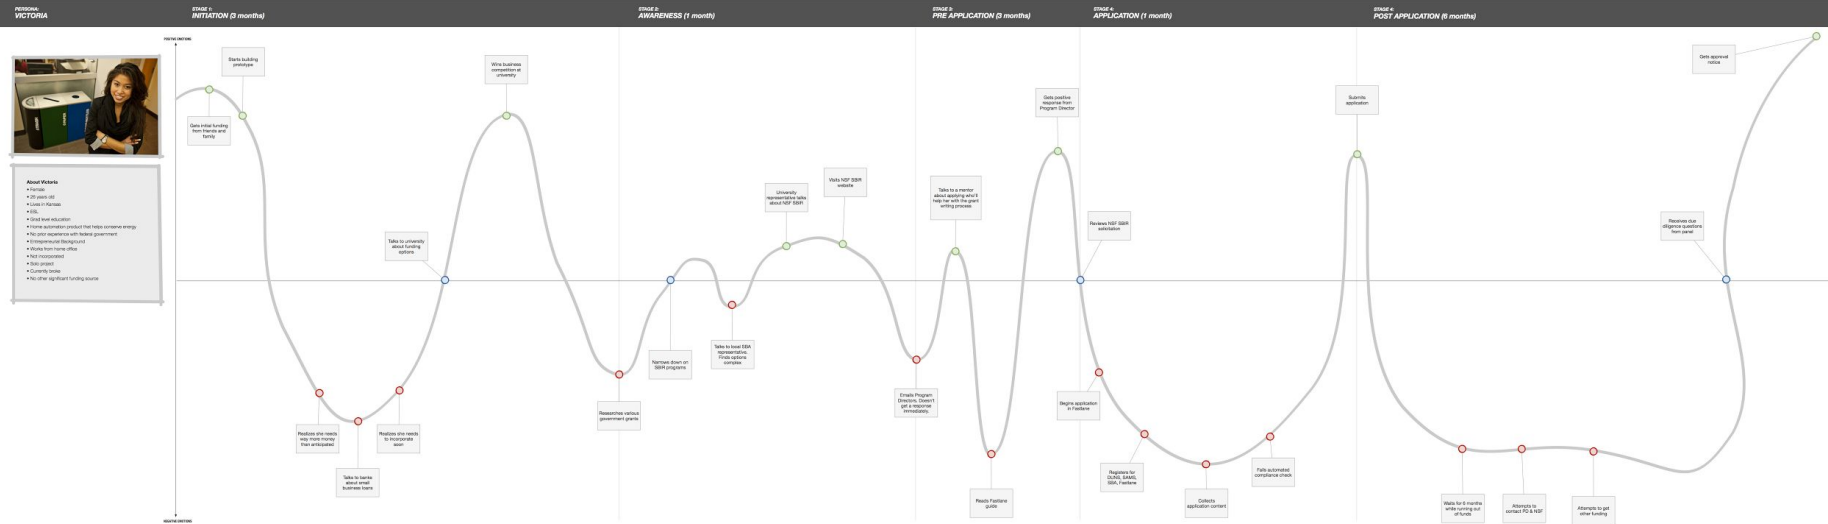 PERSONA:
VICTORIA
STAGE 1:
INITIATION (3 months)
STAGE 2:
AWARENESS (1 month)
STAGE 3:
PRE APPLICATION (3 months)
STAGE 4:
APPLICATION (1 month)
STAGE 4:
POST APPLICATION (6 months)
POSITIVE EMOTIONS
About Victoria
• Female
• 26 years old
• Lives in Kansas
• ESL
• Grad level education
• Home automation product that helps conserve energy
• No prior experience with federal government
• Entrepreneurial Background
• Works from home office
• Not incorporated
• Solo project
• Currently broke
• No other significant funding source
Gets initial funding
from friends and
family
Starts building
prototype
Realizes she needs
way more money
than anticipated
Talks to banks
about small
business loans
Realizes she needs
to incorporate
soon
Talks to university
about funding
options
Wins business
competition at
university
Researches various
government grants
Narrows down on
SBIR programs
Talks to local SBA
representative.
Finds options
complex
University
representative talks
about NSF SBIR
Visits NSF SBIR
website
Emails Program
Directors. Doesn't
get a response
immediately.
Talks to a mentor
about applying who'll
help her with the grant
writing process
Reads Fastlane
guide
Gets positive
response from
Program Director
Reviews NSF SBIR
solicitation
Begins application
in Fastlane
Registers for
DUNS, SAMS,
SBA, Fastlane
Collects
application content
Fails automated
compliance check
Submits
application
Waits for 6 months
while running out
of funds
Attempts to
contact PD & NSF
Attempts to get
other funding
Receives due
diligence questions
from panel
Gets approval
notice
NEGATIVE EMOTIONS